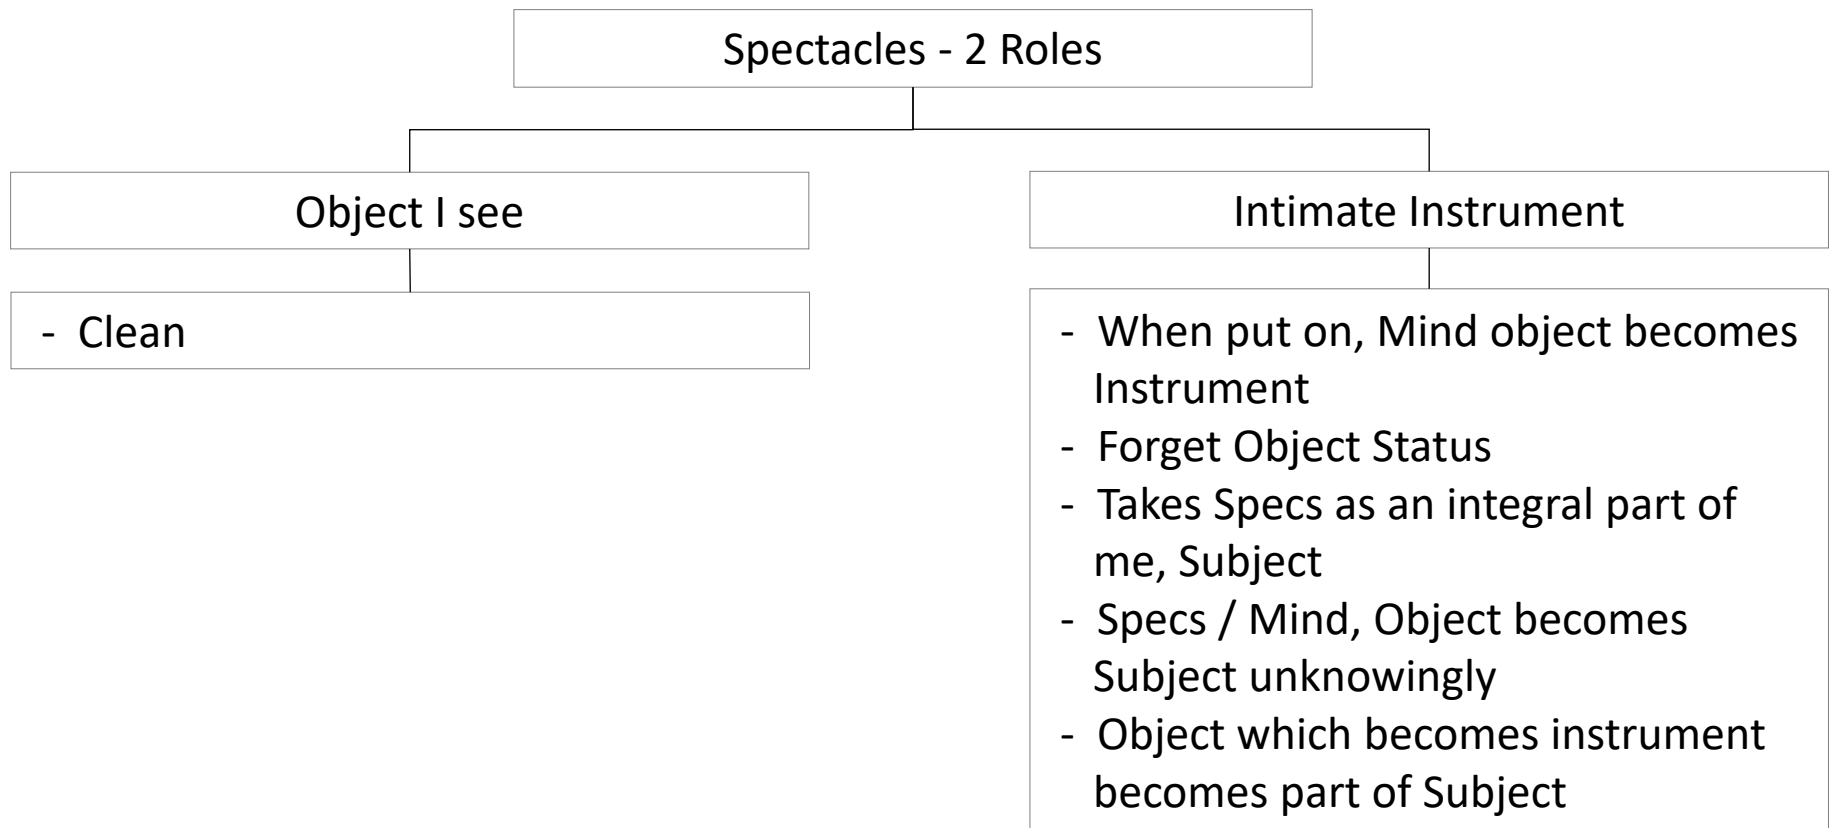 Spectacles - 2 Roles
Object I see
- Clean
Intimate Instrument
- When put on, Mind object becomes
Instrument
- Forget Object Status
- Takes Specs as an integral part of
me, Subject
- Specs / Mind, Object becomes
Subject unknowingly
- Object which becomes instrument
becomes part of Subject